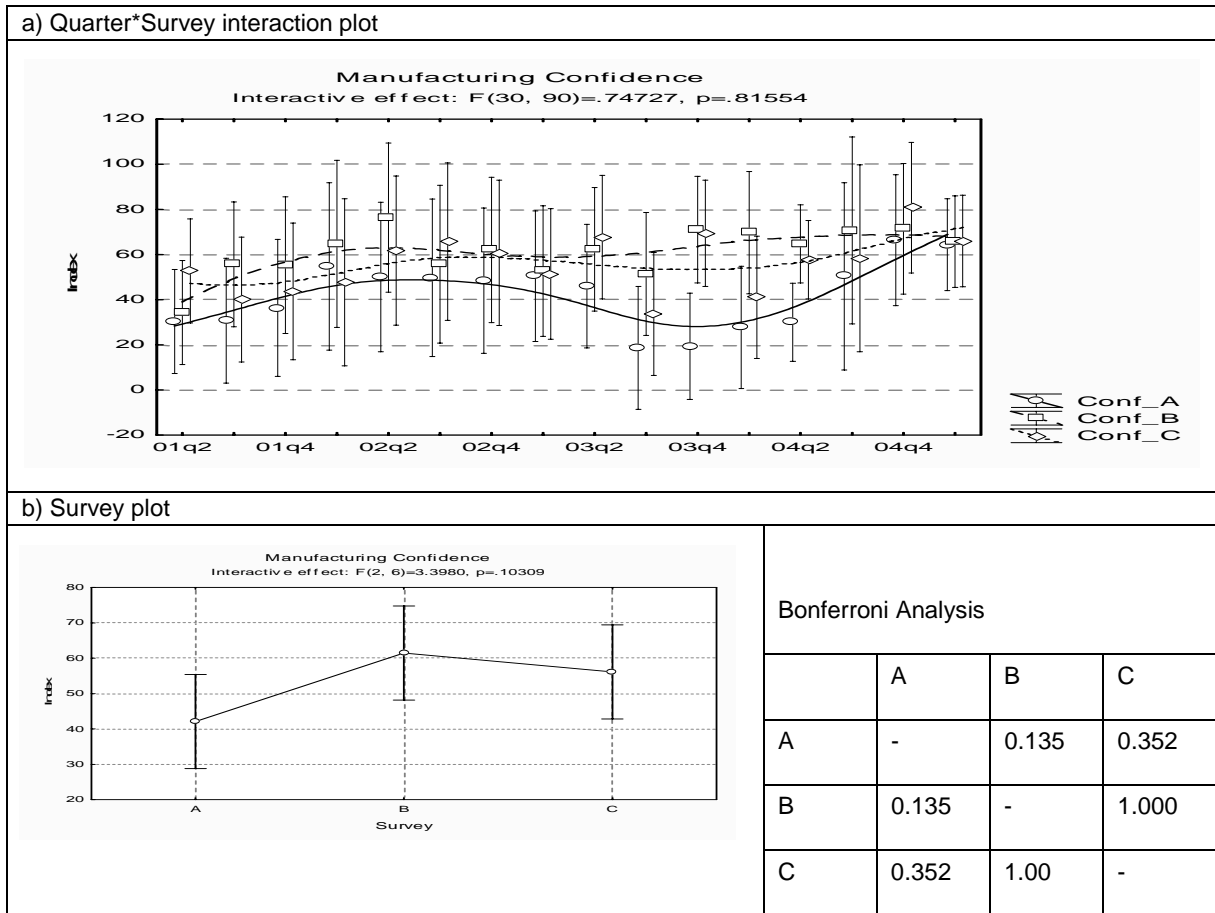 a) Quarter*Survey interaction plot
Manufacturing Confidence
Interactive effect: F(30, 90)=.74727, p=.81554
120
100
80
60
40
20
0
-20
Index
01q2 01q4 02q2 02q4 03q2 03q4 04q2 04q4
Conf_A
Conf_B
Conf_C
b) Survey plot
Manufacturing Confidence
Interactive effect: F(2, 6)=3.3980, p=.10309
80
70
60
50
40
30
20
Index
A B C
Survey
Bonferroni Analysis
A B C
A - 0.135 0.352
B 0.135 - 1.000
C 0.352 1.00 -